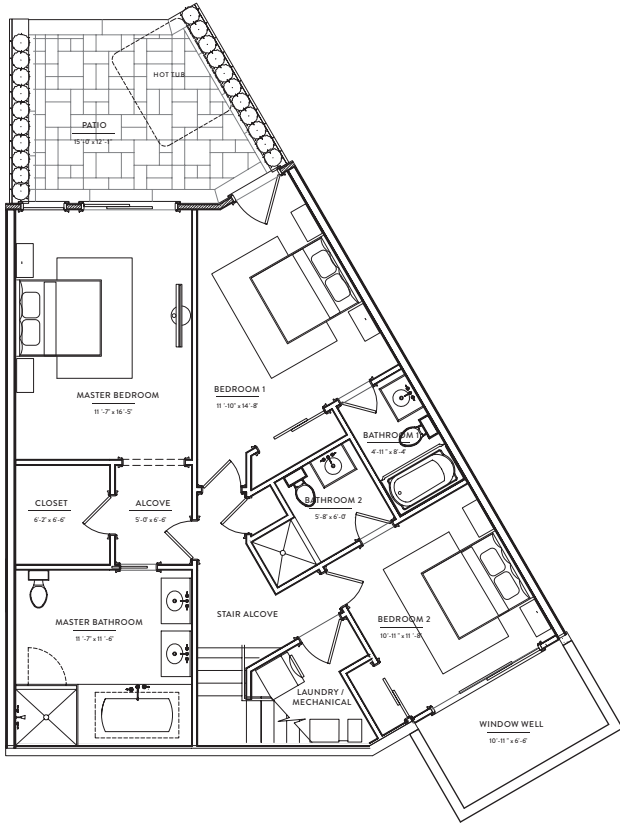 HOT TUB
PATIO
15'-0" x 12'-1"
MASTER BEDROOM
11'-7" x 16'-5"
BEDROOM 1
11'-10" x 14'-8"
BATHROOM 1
4'-11" x 8'-4"
CLOSET
6'-2" x 6'-6"
ALCOVE
5'-0" x 6'-6"
BATHROOM 2
5'-8" x 6'-0"
MASTER BATHROOM
11'-7" x 11'-6"
STAIR ALCOVE
BEDROOM 2
10'-11" x 11'-8"
LAUNDRY /
MECHANICAL
WINDOW WELL
10'-11" x 6'-6"